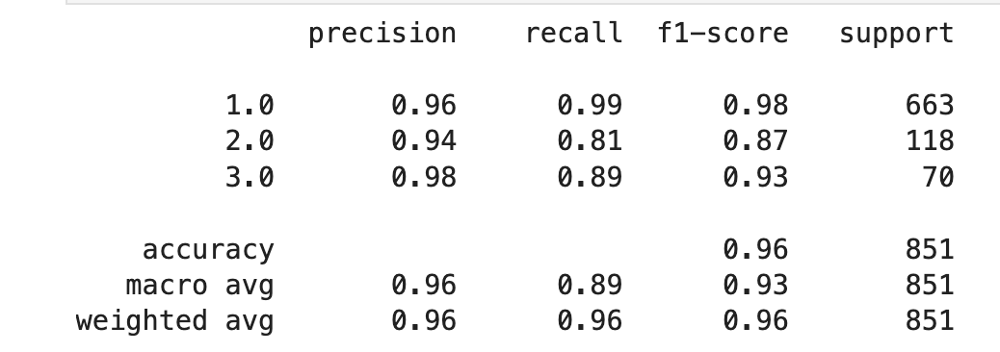 precision recall f1-score support
1.0 0.96 0.99 0.98 663
2.0 0.94 0.81 0.87 118
3.0 0.98 0.89 0.93 70
accuracy 0.96 851
macro avg 0.96 0.89 0.93 851
weighted avg 0.96 0.96 0.96 851